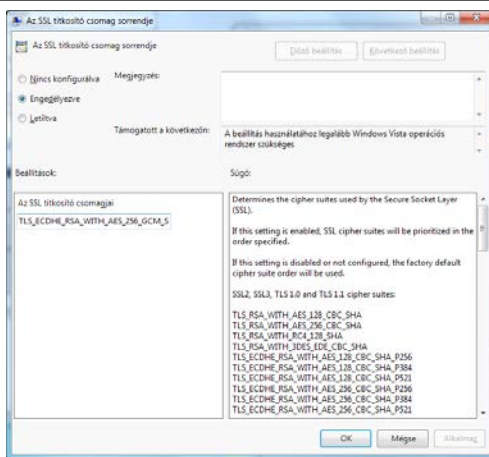 Az SSL titkosító csomag sorrendje
Az SSL titkosító csomag sorrendje
Előző beállítás
Következő beállítás
Nincs konfigurálva
Megjegyzés:
Engedélyezve
Letiltva
Támogatott a következőn:
A beállítás használatához legalább Windows Vista operációs
rendszer szükséges
Beállítások:
Súgó:
Az SSL titkosító csomagjai
TLS_ECDHE_RSA_WITH_AES_256_GCM_S
Determines the cipher suites used by the Secure Socket Layer
(SSL).
If this setting is enabled, SSL cipher suites will be prioritized in the
order specified.
If this setting is disabled or not configured, the factory default
cipher suite order will be used.
SSL2, SSL3, TLS 1.0 and TLS 1.1 cipher suites:
TLS_RSA_WITH_AES_128_CBC_SHA
TLS_RSA_WITH_AES_256_CBC_SHA
TLS_RSA_WITH_RC4_128_SHA
TLS_RSA_WITH_3DES_EDE_CBC_SHA
TLS_ECDHE_RSA_WITH_AES_128_CBC_SHA_P256
TLS_ECDHE_RSA_WITH_AES_128_CBC_SHA_P384
TLS_ECDHE_RSA_WITH_AES_128_CBC_SHA_P521
TLS_ECDHE_RSA_WITH_AES_256_CBC_SHA_P256
TLS_ECDHE_RSA_WITH_AES_256_CBC_SHA_P384
TLS_ECDHE_RSA_WITH_AES_256_CBC_SHA_P521
OK
Mégse
Alkalmaz